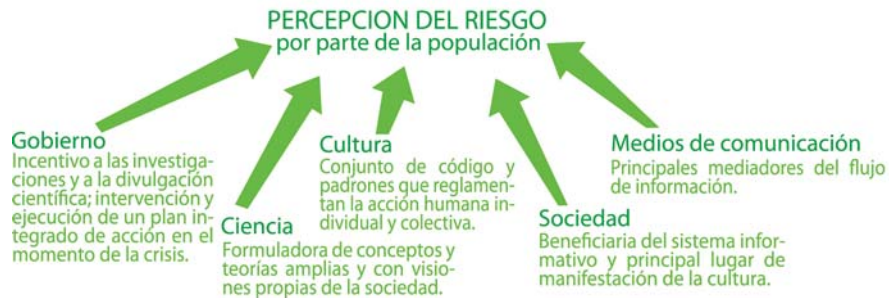 PERCEPCION DEL RIESGO
por parte de la populación
Gobierno
Incentivo a las investiga-
ciones y a la divulgación
científica; intervención y
ejecución de un plan in-
tegrado de acción en el
momento de la crisis.
Ciencia
Formuladora de conceptos y
teorías amplias y con visio-
nes propias de la sociedad.
Cultura
Conjunto de código y
padrones que reglamen-
tan la acción humana in-
dividual y colectiva.
Sociedad
Beneficiaria del sistema infor-
mativo y principal lugar de
manifestación de la cultura.
Medios de comunicación
Principales mediadores del flujo
de información.